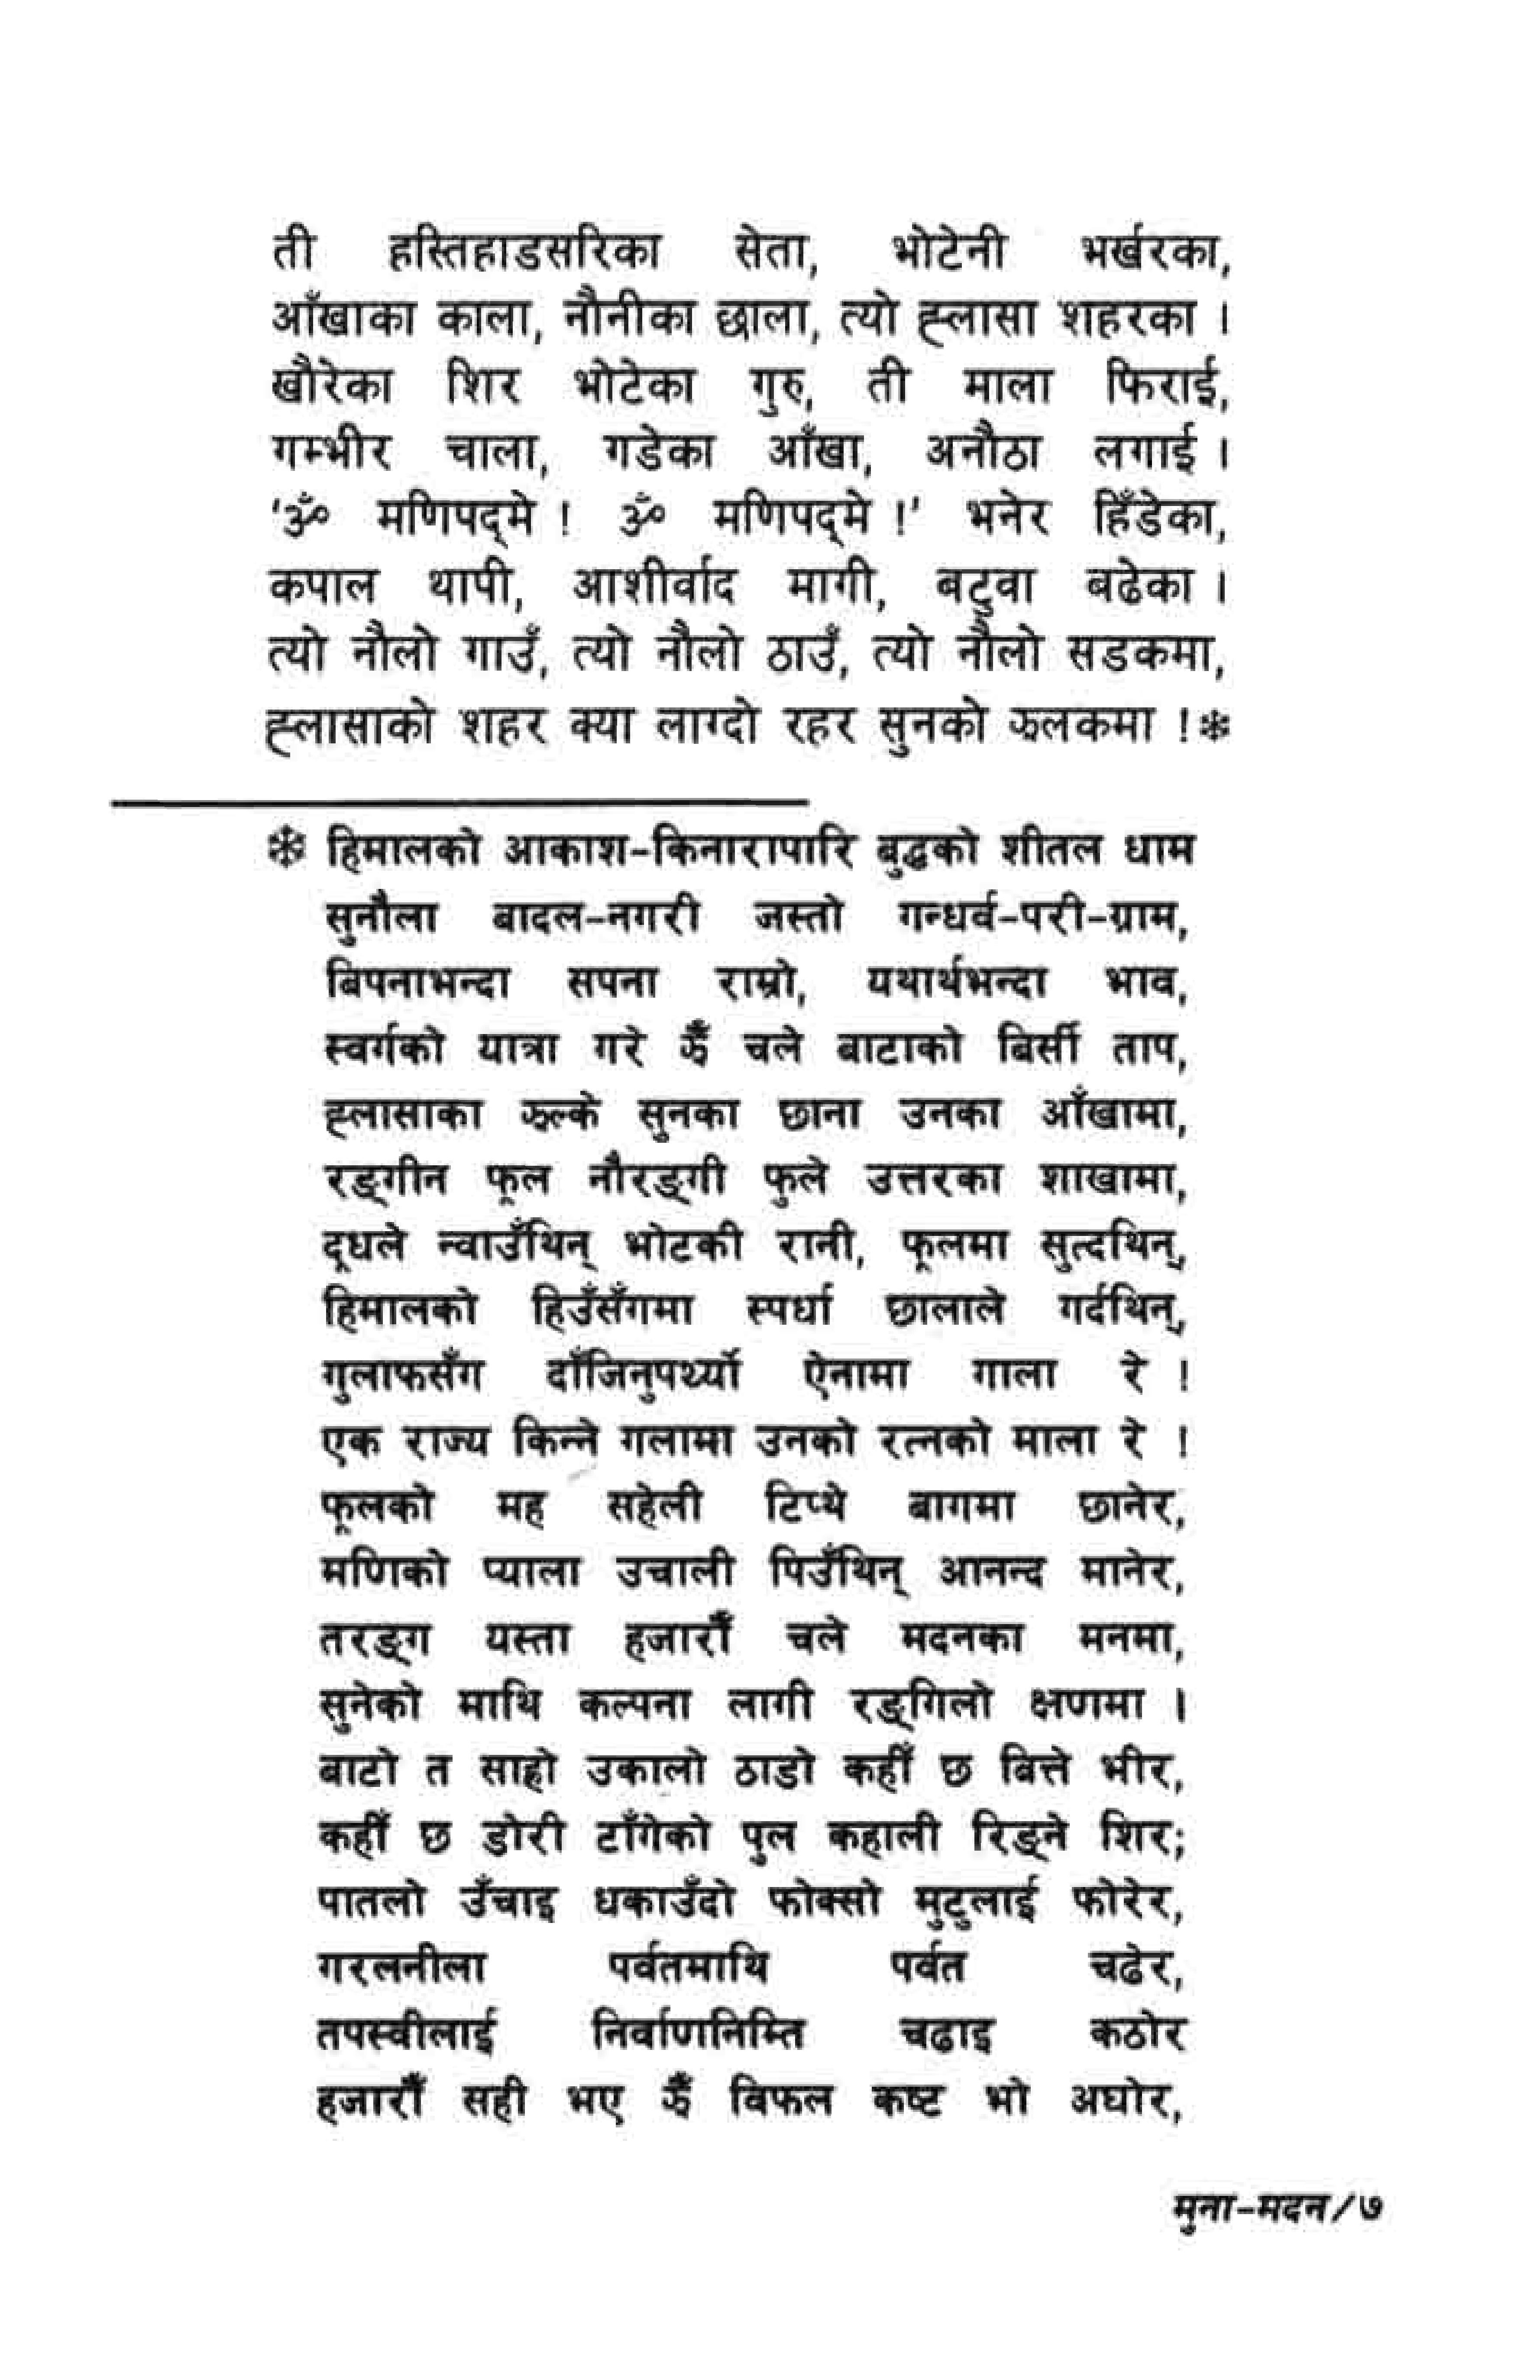 ती हस्तिहाडसरिका सेता, भोटेनी भर्खरका,
आँखाका काला, नौनीका छाला, त्यो ह्लासा शहरका ।
खौरेका शिर भोटेका गुरु, ती माला फिराई,
गम्भीर चाला, गडेका आँखा, अनौठा लगाई ।
'ॐ मणिपद्‌मे ! ॐ मणिपद्‌मे !' भनेर हिँडेका,
कपाल थापी, आशीर्वाद मागी, बटुवा बढेका ।
त्यो नौलो गाउँ, त्यो नौलो ठाउँ, त्यो नौलो सडकमा,
ह्लासाको शहर क्या लाग्दो रहर सुनको झलकमा !❄
❄ हिमालको आकाश-किनारापारि बुद्धको शीतल धाम
सुनौला बादल-नगरी जस्तो गन्धर्व-परी-ग्राम,
बिपनाभन्दा सपना राम्रो, यथार्थभन्दा भाव,
स्वर्गको यात्रा गरे झैँ चले बाटाको बिर्सी ताप,
ह्लासाका झल्के सुनका छाना उनका आँखामा,
रङ्गीन फूल नौरङ्गी फुले उत्तरका शाखामा,
दूधले न्वाउँथिन् भोटकी रानी, फूलमा सुत्दथिन्,
हिमालको हिउँसँगमा स्पर्धा छालाले गर्दथिन्,
गुलाफसँग दाँजिनुपर्थ्यो ऐनामा गाला रे !
एक राज्य किन्ने गलामा उनको रत्नको माला रे !
फूलको मह सहेली टिप्थे बागमा छानेर,
मणिको प्याला उचाली पिउँथिन् आनन्द मानेर,
तरङ्ग यस्ता हजारौँ चले मदनका मनमा,
सुनेको माथि कल्पना लागी रङ्गिलो क्षणमा ।
बाटो त साह्रो उकालो ठाडो कहीँ छ बित्ते भीर,
कहीँ छ डोरी टाँगेको पुल कहाली रिङ्ने शिर;
पातलो उँचाइ धकाउँदो फोक्सो मुटुलाई फोरेर,
गरलनीला पर्वतमाथि पर्वत चढेर,
तपस्वीलाई निर्वाणनिम्ति चढाइ कठोर
हजारौँ सही भए झैँ विफल कष्ट भो अघोर,
मुना-मदन/७